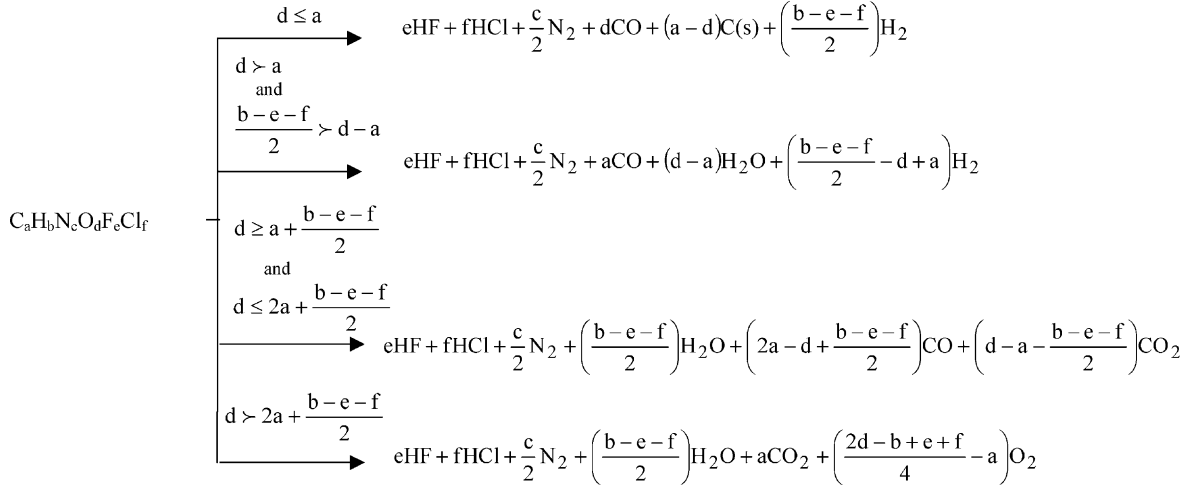 d ≤ a
eHF + fHCl + c/2 N₂ + dCO + (a − d)C(s) + ((b − e − f)/2)H₂
d ≻ a
and
(b − e − f)/2 ≻ d − a
eHF + fHCl + c/2 N₂ + aCO + (d − a)H₂O + ((b − e − f)/2 − d + a)H₂
CₐH_bN_cO_dF_eCl_f
d ≥ a + (b − e − f)/2
and
d ≤ 2a + (b − e − f)/2
eHF + fHCl + c/2 N₂ + ((b − e − f)/2)H₂O + (2a − d + (b − e − f)/2)CO + (d − a − (b − e − f)/2)CO₂
d ≻ 2a + (b − e − f)/2
eHF + fHCl + c/2 N₂ + ((b − e − f)/2)H₂O + aCO₂ + ((2d − b + e + f)/4 − a)O₂